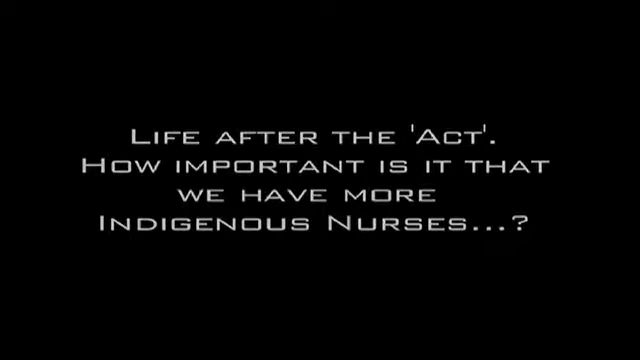 Life after the 'Act'.
How important is it that
we have more
Indigenous Nurses...?